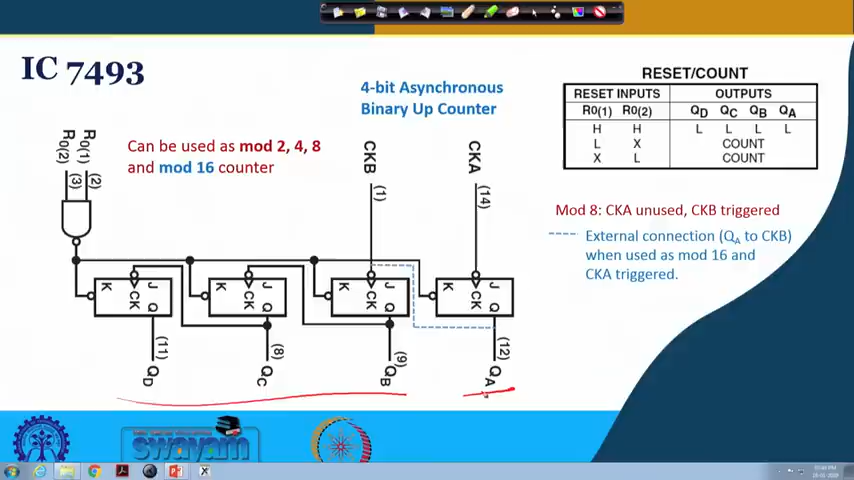 IC 7493
4-bit Asynchronous
Binary Up Counter
Can be used as mod 2, 4, 8
and mod 16 counter
RESET/COUNT
RESET INPUTS OUTPUTS
R0(1) R0(2) QD QC QB QA
H H L L L L
L X COUNT
X L COUNT
Mod 8: CKA unused, CKB triggered
External connection (QA to CKB)
when used as mod 16 and
CKA triggered.
R0(1) (2)
R0(2) (3)
CKB (1)
CKA (14)
K CK J Q
K CK J Q
K CK J Q
K CK J Q
(11) QD
(8) QC
(9) QB
(12) QA
swayam